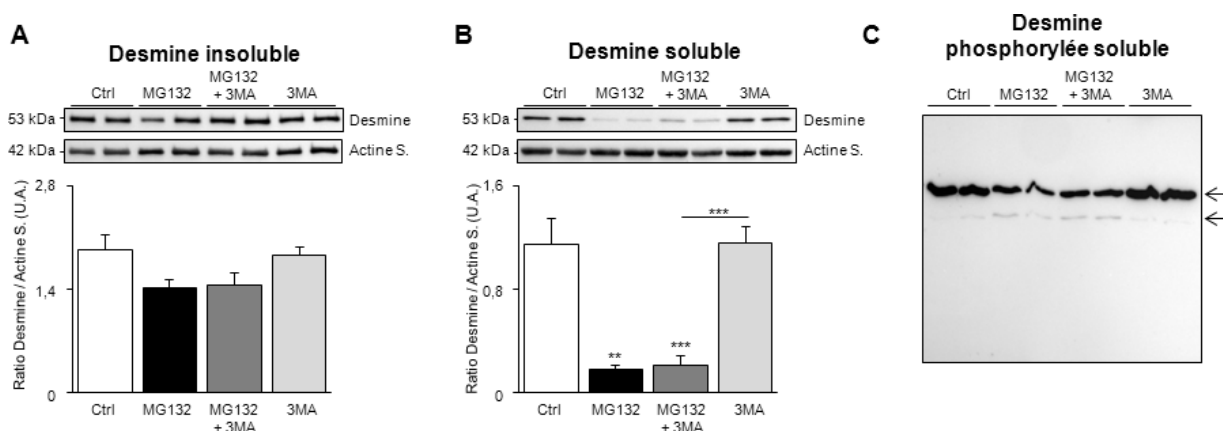 A
Desmine insoluble
Ctrl MG132 MG132 + 3MA 3MA
53 kDa Desmine
42 kDa Actine S.
Ratio Desmine / Actine S. (U.A.)
2,8
1,4
0
Ctrl MG132 MG132 + 3MA 3MA
B
Desmine soluble
Ctrl MG132 MG132 + 3MA 3MA
53 kDa Desmine
42 kDa Actine S.
Ratio Desmine / Actine S. (U.A.)
1,6
***
0,8
** ***
0
Ctrl MG132 MG132 + 3MA 3MA
C
Desmine
phosphorylée soluble
Ctrl MG132 MG132 + 3MA 3MA